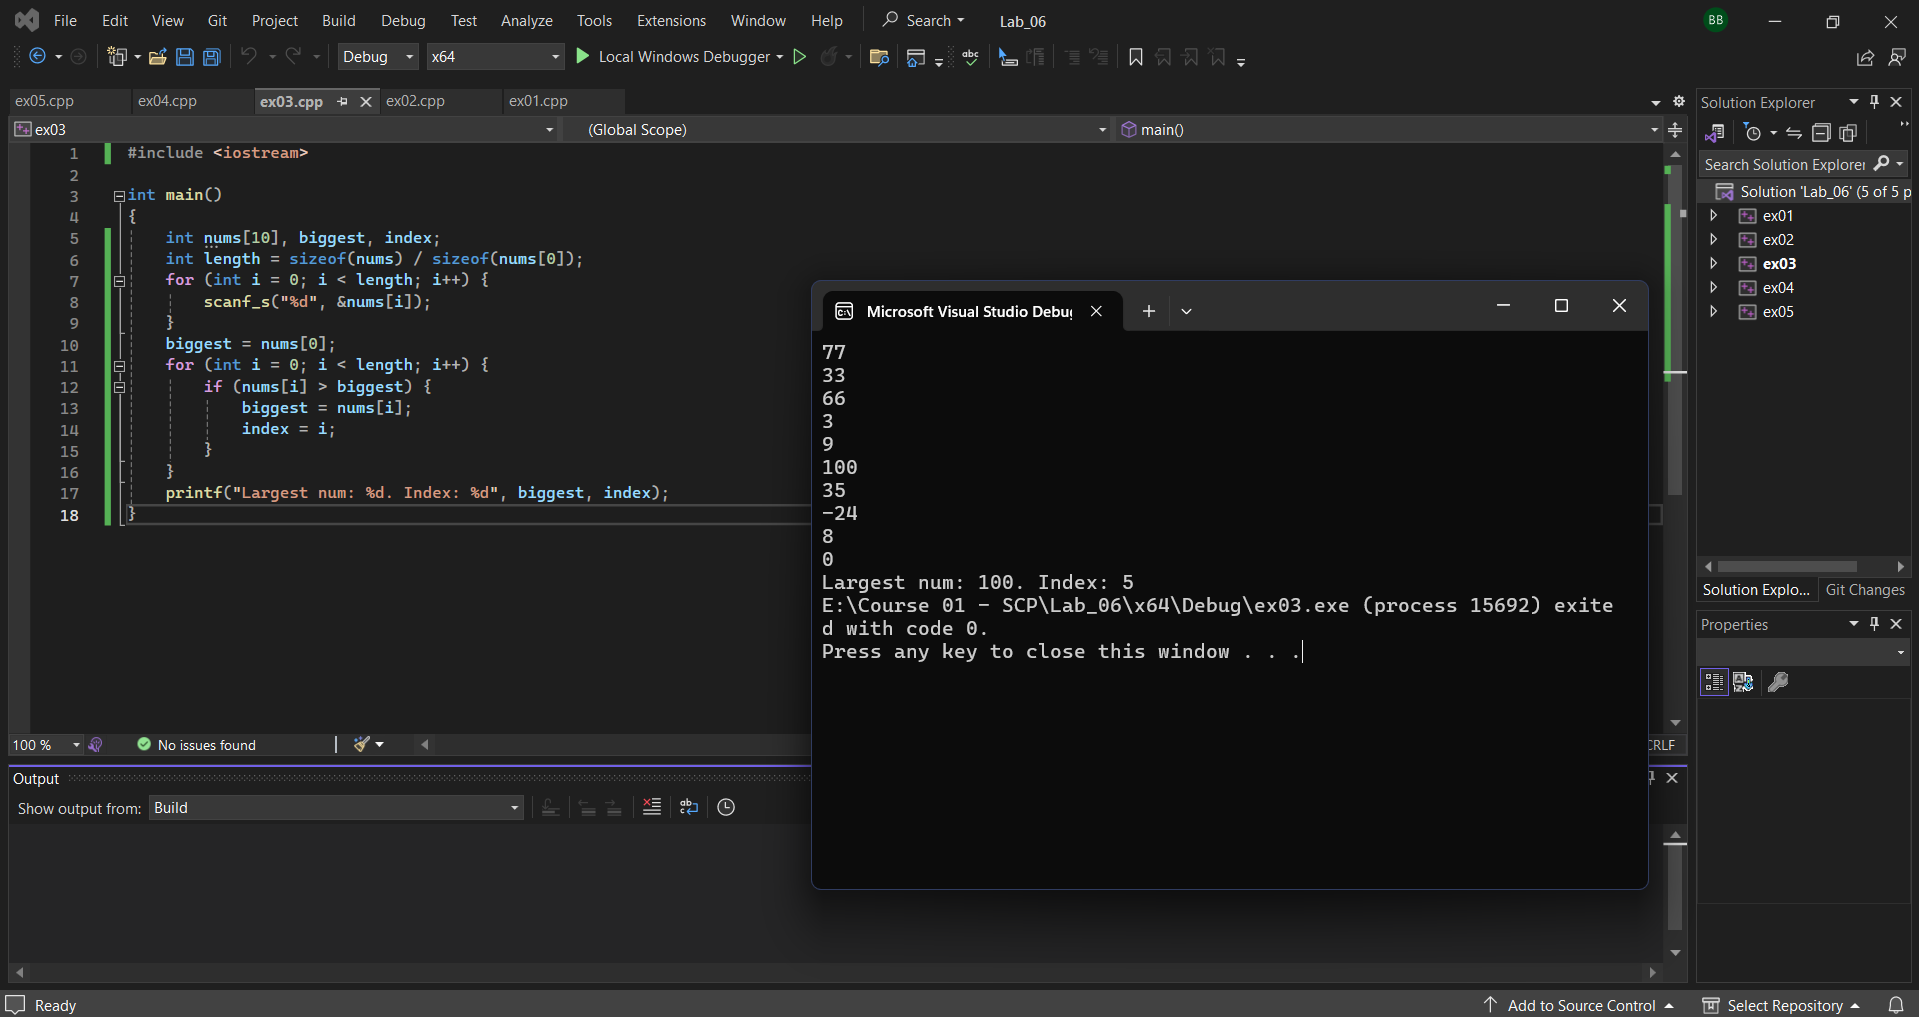 File Edit View Git Project Build Debug Test Analyze Tools Extensions Window Help Search Lab_06 BB
Debug x64 Local Windows Debugger
ex05.cpp ex04.cpp ex03.cpp ex02.cpp ex01.cpp
ex03 (Global Scope) main()
1 #include <iostream>
2
3 int main()
4 {
5 int nums[10], biggest, index;
6 int length = sizeof(nums) / sizeof(nums[0]);
7 for (int i = 0; i < length; i++) {
8 scanf_s("%d", &nums[i]);
9 }
10 biggest = nums[0];
11 for (int i = 0; i < length; i++) {
12 if (nums[i] > biggest) {
13 biggest = nums[i];
14 index = i;
15 }
16 }
17 printf("Largest num: %d. Index: %d", biggest, index);
18 }
Microsoft Visual Studio Debu
77
33
66
3
9
100
35
-24
8
0
Largest num: 100. Index: 5
E:\Course 01 - SCP\Lab_06\x64\Debug\ex03.exe (process 15692) exite
d with code 0.
Press any key to close this window . . .
100 % No issues found CRLF
Output
Show output from: Build
Solution Explorer
Search Solution Explorer
Solution 'Lab_06' (5 of 5 p
ex01
ex02
ex03
ex04
ex05
Solution Explo... Git Changes
Properties
Ready Add to Source Control Select Repository